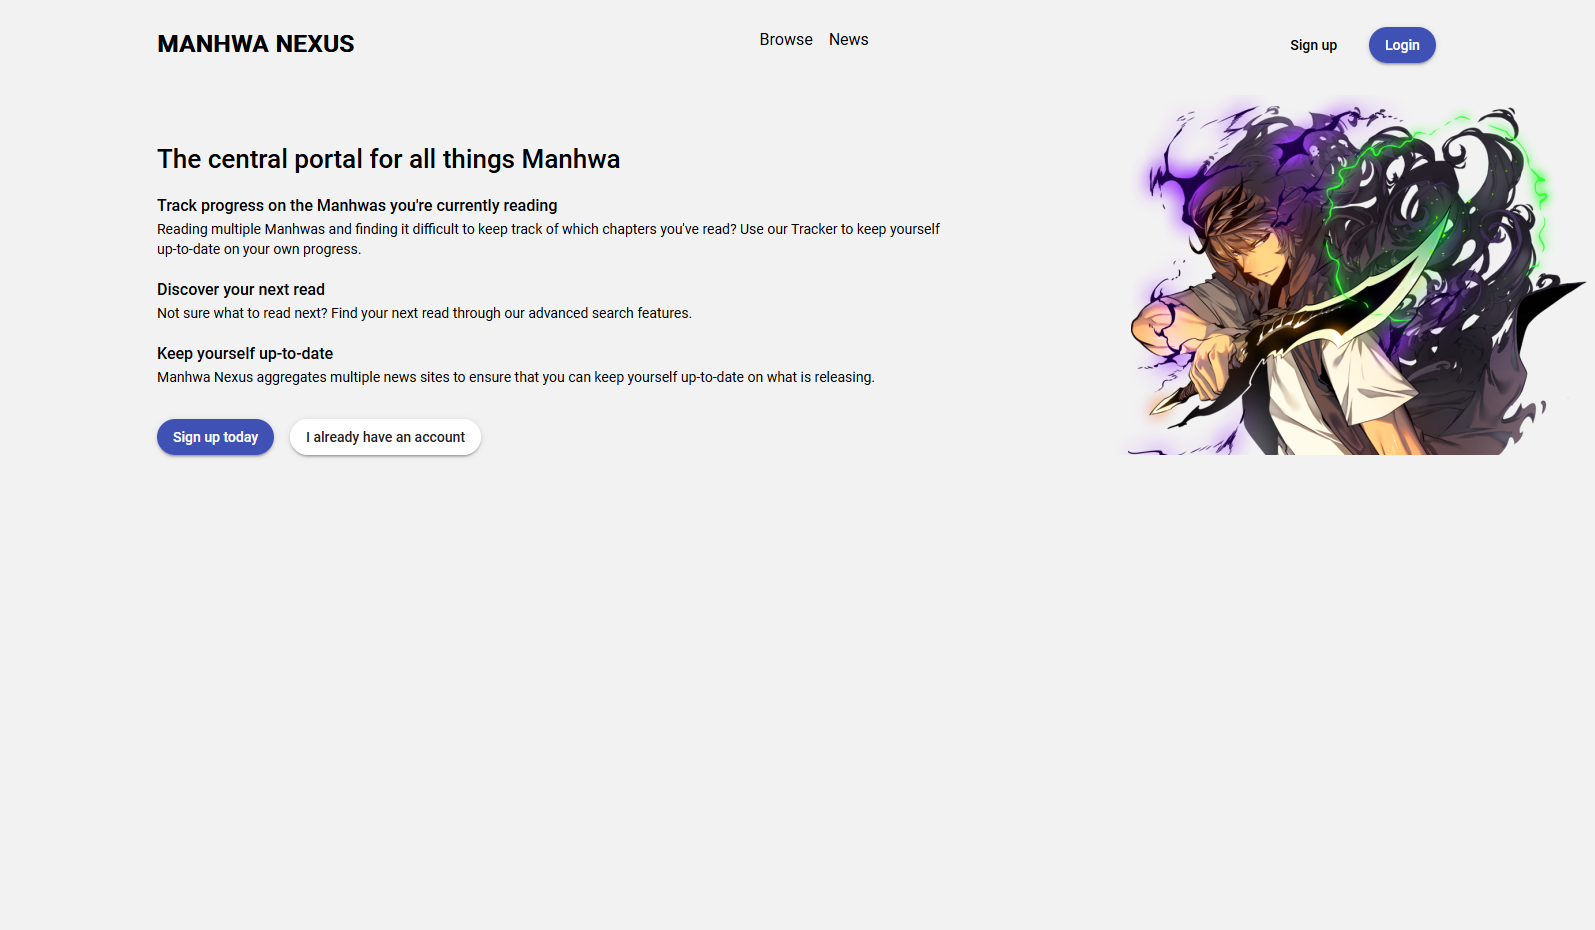 MANHWA NEXUS
Browse News
Sign up Login
The central portal for all things Manhwa
Track progress on the Manhwas you're currently reading
Reading multiple Manhwas and finding it difficult to keep track of which chapters you've read? Use our Tracker to keep yourself
up-to-date on your own progress.
Discover your next read
Not sure what to read next? Find your next read through our advanced search features.
Keep yourself up-to-date
Manhwa Nexus aggregates multiple news sites to ensure that you can keep yourself up-to-date on what is releasing.
Sign up today I already have an account